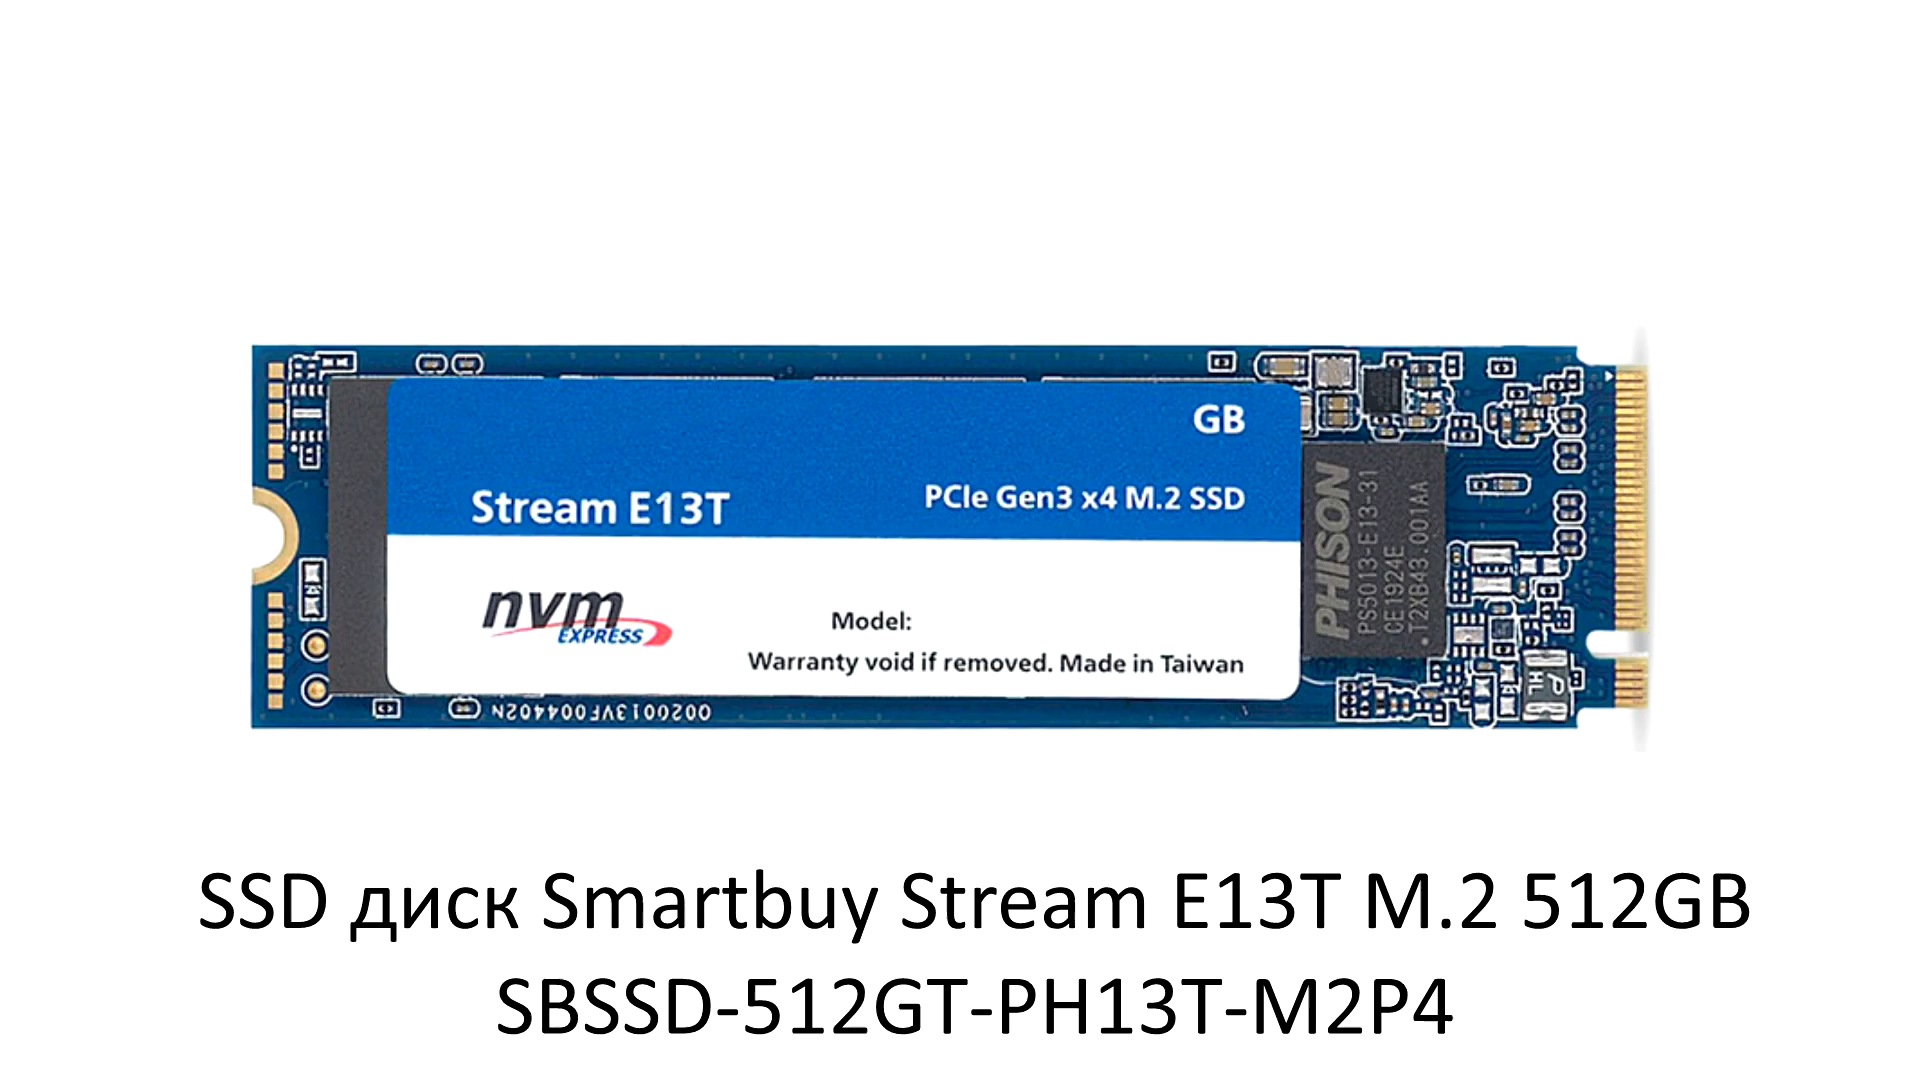 GB
Stream E13T
PCIe Gen3 x4 M.2 SSD
nvm
EXPRESS
Model:
Warranty void if removed. Made in Taiwan
PHISON
PS5013-E13-31
CE1924E
T2XB43.001AA
HL
SSD диск Smartbuy Stream E13T M.2 512GB
SBSSD-512GT-PH13T-M2P4